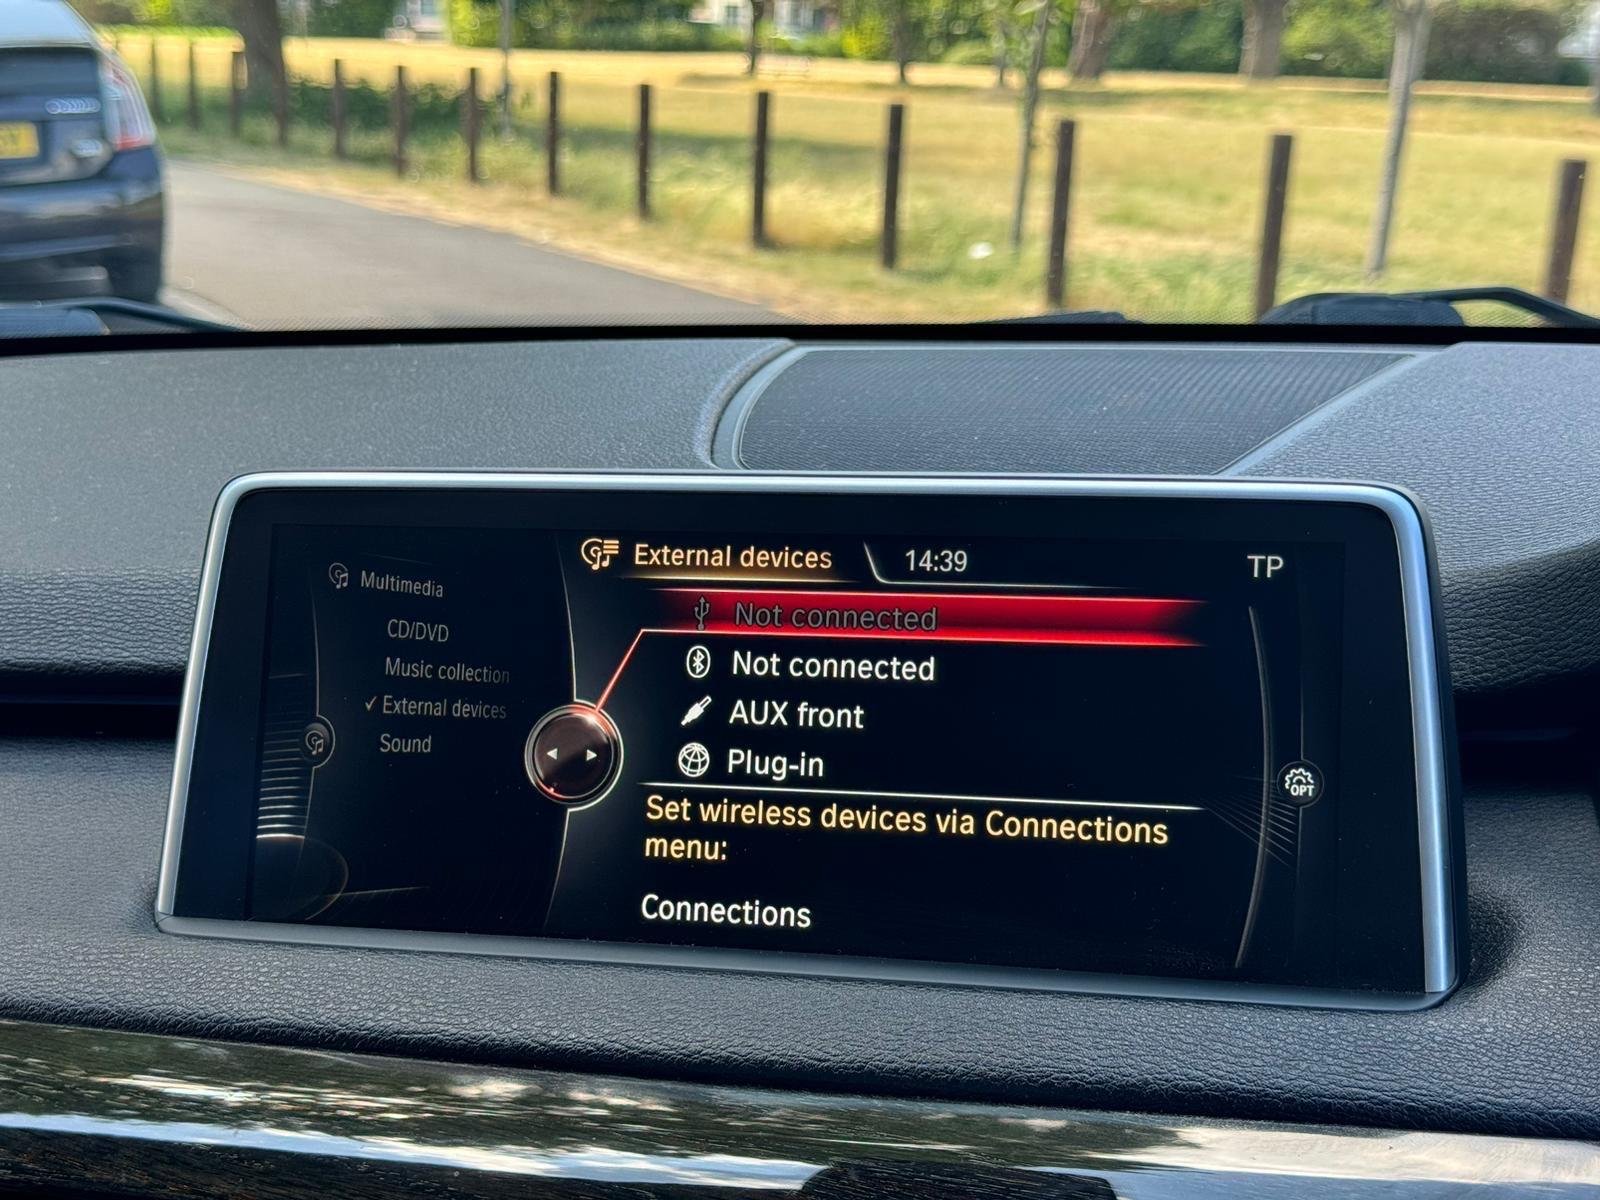 External devices
14:39
TP
Multimedia
CD/DVD
Music collection
✓ External devices
Sound
Not connected
Not connected
AUX front
Plug-in
OPT
Set wireless devices via Connections
menu:
Connections